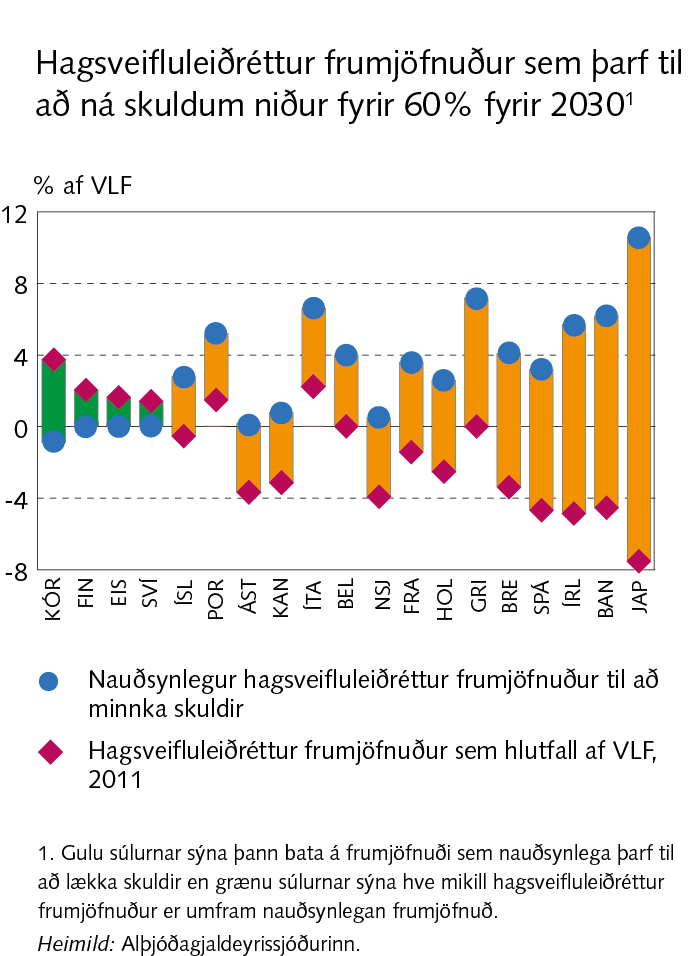 Hagsveifluleiðréttur frumjöfnuður sem þarf til
að ná skuldum niður fyrir 60% fyrir 2030¹
% af VLF
12
8
4
0
-4
-8
KÓR FIN EIS SVÍ ÍSL POR ÁST KAN ÍTA BEL NSJ FRA HOL GRI BRE SPÁ ÍRL BAN JAP
Nauðsynlegur hagsveifluleiðréttur frumjöfnuður til að
minnka skuldir
Hagsveifluleiðréttur frumjöfnuður sem hlutfall af VLF,
2011
1. Gulu súlurnar sýna þann bata á frumjöfnuði sem nauðsynlega þarf til
að lækka skuldir en grænu súlurnar sýna hve mikill hagsveifluleiðréttur
frumjöfnuður er umfram nauðsynlegan frumjöfnuð.
Heimild: Alþjóðagjaldeyrissjóðurinn.